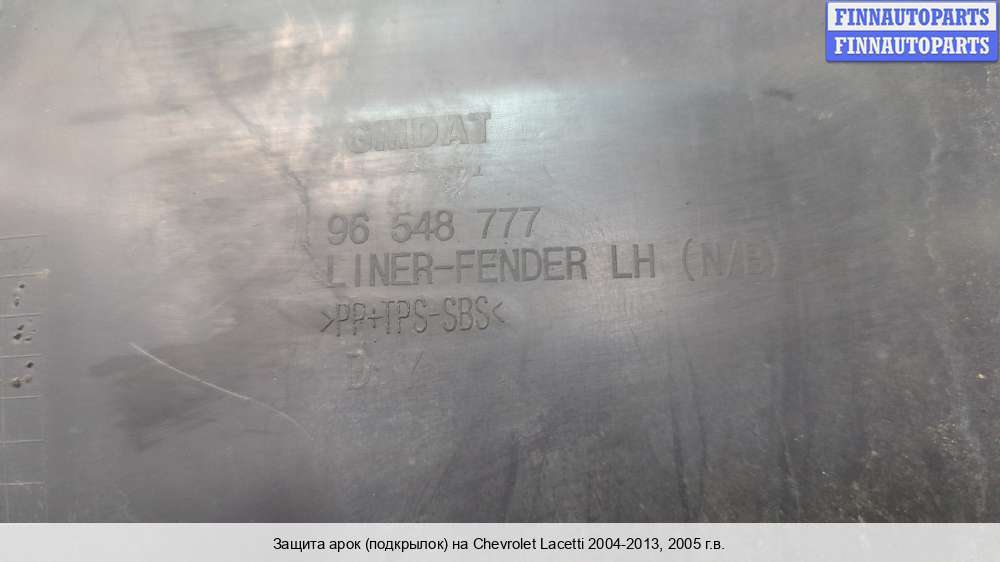 FINNAUTOPARTS
FINNAUTOPARTS
GMDAT
96 548 777
LINER-FENDER LH (N/B)
>PP+TPS-SBS<
12
Защита арок (подкрылок) на Chevrolet Lacetti 2004-2013, 2005 г.в.